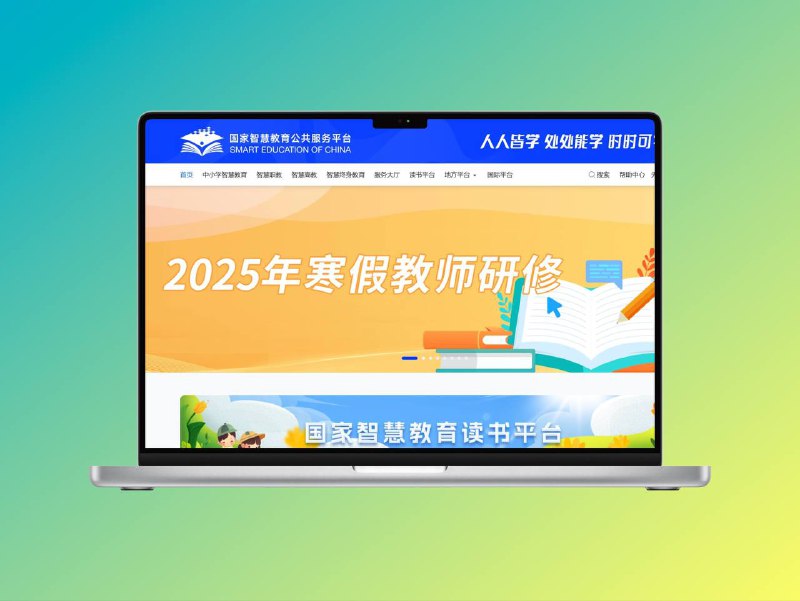 国家智慧教育公共服务平台
SMART EDUCATION OF CHINA
人人皆学 处处能学 时时可
首页 中小学智慧教育 智慧职教 智慧高教 智慧终身教育 服务大厅 读书平台 地方平台 国际平台 搜索 帮助中心
2025年寒假教师研修
国家智慧教育读书平台